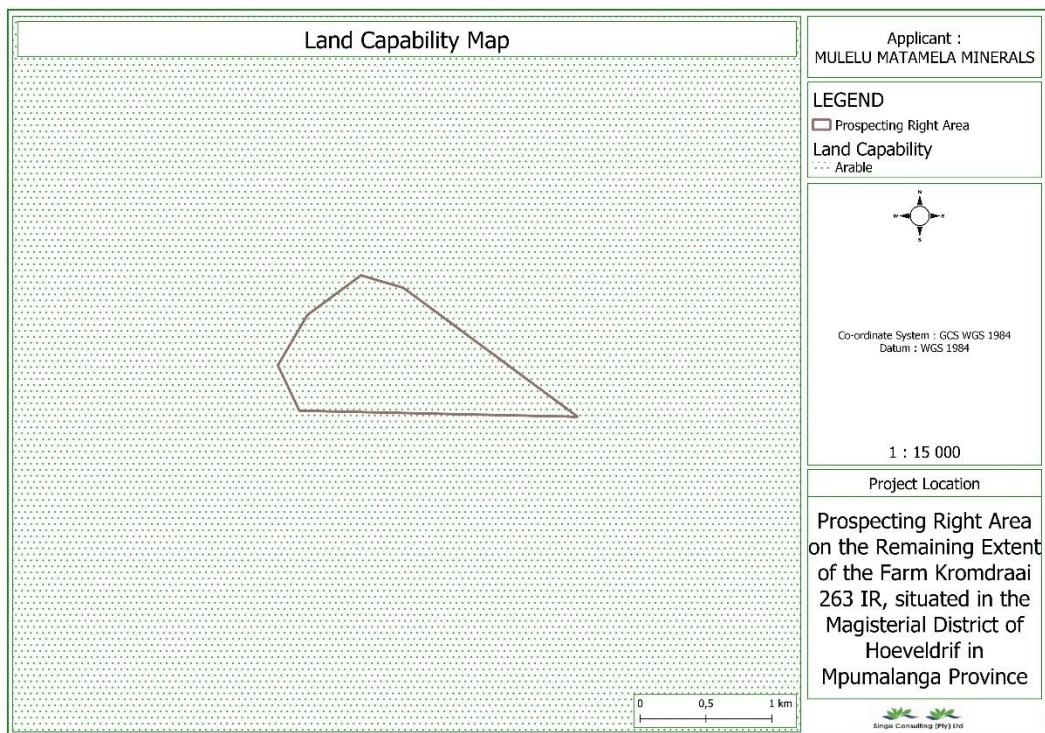 Land Capability Map
Applicant :
MULELU MATAMELA MINERALS
LEGEND
Prospecting Right Area
Land Capability
Arable
N
W E
S
Co-ordinate System : GCS WGS 1984
Datum : WGS 1984
1 : 15 000
Project Location
Prospecting Right Area
on the Remaining Extent
of the Farm Kromdraai
263 IR, situated in the
Magisterial District of
Hoeveldrif in
Mpumalanga Province
0 0,5 1 km
Singo Consulting (Pty) Ltd